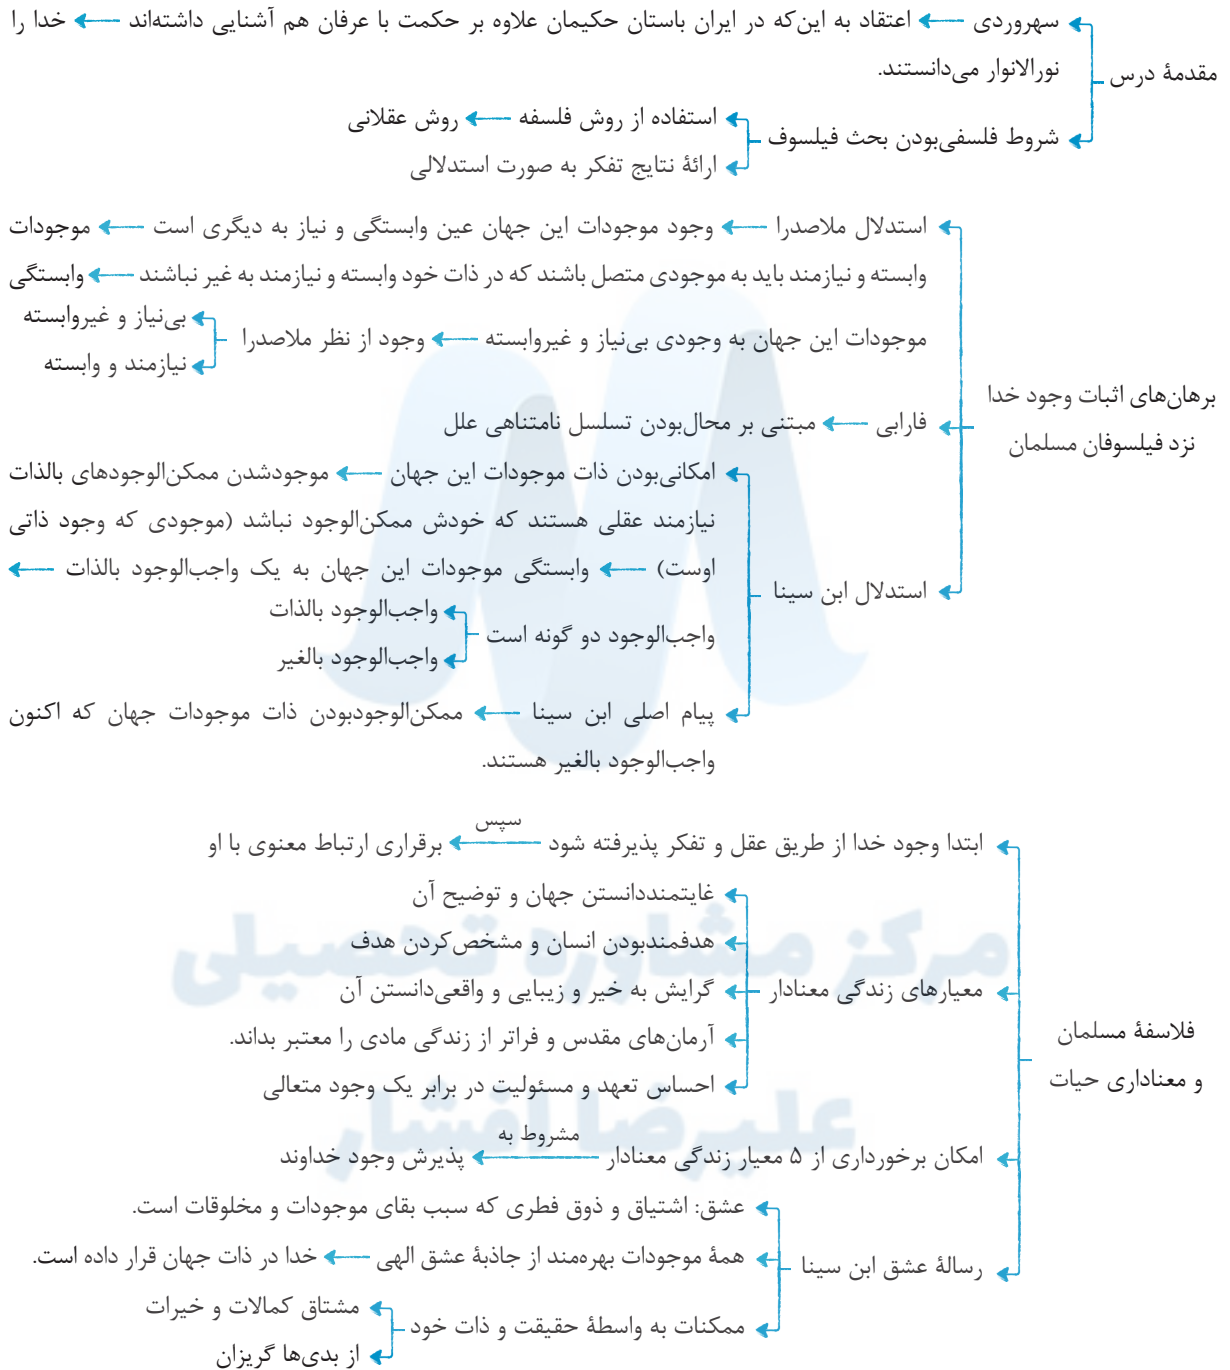 مقدمهٔ درس
سهروردی ← اعتقاد به این‌که در ایران باستان حکیمان علاوه بر حکمت با عرفان هم آشنایی داشته‌اند ← خدا را
نورالانوار می‌دانستند.
شروط فلسفی‌بودن بحث فیلسوف
استفاده از روش فلسفه ← روش عقلانی
ارائهٔ نتایج تفکر به صورت استدلالی
برهان‌های اثبات وجود خدا
نزد فیلسوفان مسلمان
استدلال ملاصدرا ← وجود موجودات این جهان عین وابستگی و نیاز به دیگری است ← موجودات
وابسته و نیازمند باید به موجودی متصل باشند که در ذات خود وابسته و نیازمند به غیر نباشند ← وابستگی
موجودات این جهان به وجودی بی‌نیاز و غیروابسته ← وجود از نظر ملاصدرا
بی‌نیاز و غیروابسته
نیازمند و وابسته
فارابی ← مبتنی بر محال‌بودن تسلسل نامتناهی علل
استدلال ابن سینا
امکانی‌بودن ذات موجودات این جهان ← موجودشدن ممکن‌الوجودهای بالذات
نیازمند عقلی هستند که خودش ممکن‌الوجود نباشد (موجودی که وجود ذاتی
اوست) ← وابستگی موجودات این جهان به یک واجب‌الوجود بالذات ←
واجب‌الوجود دو گونه است
واجب‌الوجود بالذات
واجب‌الوجود بالغیر
پیام اصلی ابن سینا ← ممکن‌الوجودبودن ذات موجودات جهان که اکنون
واجب‌الوجود بالغیر هستند.
فلاسفهٔ مسلمان
و معناداری حیات
ابتدا وجود خدا از طریق عقل و تفکر پذیرفته شود سپس ← برقراری ارتباط معنوی با او
معیارهای زندگی معنادار
غایتمنددانستن جهان و توضیح آن
هدفمندبودن انسان و مشخص‌کردن هدف
گرایش به خیر و زیبایی و واقعی‌دانستن آن
آرمان‌های مقدس و فراتر از زندگی مادی را معتبر بداند.
احساس تعهد و مسئولیت در برابر یک وجود متعالی
امکان برخورداری از ۵ معیار زندگی معنادار مشروط به ← پذیرش وجود خداوند
رسالهٔ عشق ابن سینا
عشق: اشتیاق و ذوق فطری که سبب بقای موجودات و مخلوقات است.
همهٔ موجودات بهره‌مند از جاذبهٔ عشق الهی ← خدا در ذات جهان قرار داده است.
ممکنات به واسطهٔ حقیقت و ذات خود
مشتاق کمالات و خیرات
از بدی‌ها گریزان
مرکز مشاوره تحصیلی
علیرضا افشار